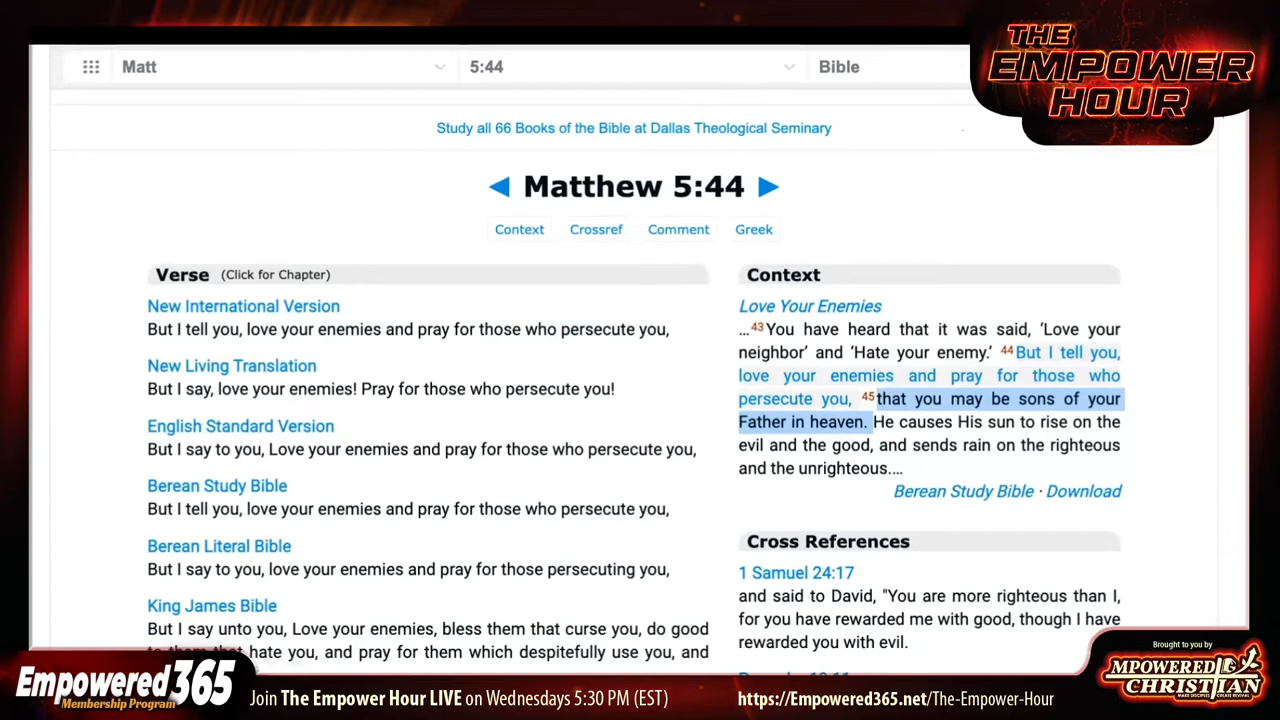 THE
EMPOWER
HOUR
Matt
5:44
Bible
Study all 66 Books of the Bible at Dallas Theological Seminary
◄ Matthew 5:44 ►
Context Crossref Comment Greek
Verse (Click for Chapter)
New International Version
But I tell you, love your enemies and pray for those who persecute you,
New Living Translation
But I say, love your enemies! Pray for those who persecute you!
English Standard Version
But I say to you, Love your enemies and pray for those who persecute you,
Berean Study Bible
But I tell you, love your enemies and pray for those who persecute you,
Berean Literal Bible
But I say to you, love your enemies and pray for those persecuting you,
King James Bible
But I say unto you, Love your enemies, bless them that curse you, do good
to them that hate you, and pray for them which despitefully use you, and
Context
Love Your Enemies
…43You have heard that it was said, ‘Love your
neighbor’ and ‘Hate your enemy.’ 44But I tell you,
love your enemies and pray for those who
persecute you, 45that you may be sons of your
Father in heaven. He causes His sun to rise on the
evil and the good, and sends rain on the righteous
and the unrighteous.…
Berean Study Bible · Download
Cross References
1 Samuel 24:17
and said to David, "You are more righteous than I,
for you have rewarded me with good, though I have
rewarded you with evil.
Empowered365
Membership Program
Join The Empower Hour LIVE on Wednesdays 5:30 PM (EST)
https://Empowered365.net/The-Empower-Hour
Brought to you by
MPOWERED
CHRISTIAN
MAKE DISCIPLES CREATE REVIVAL